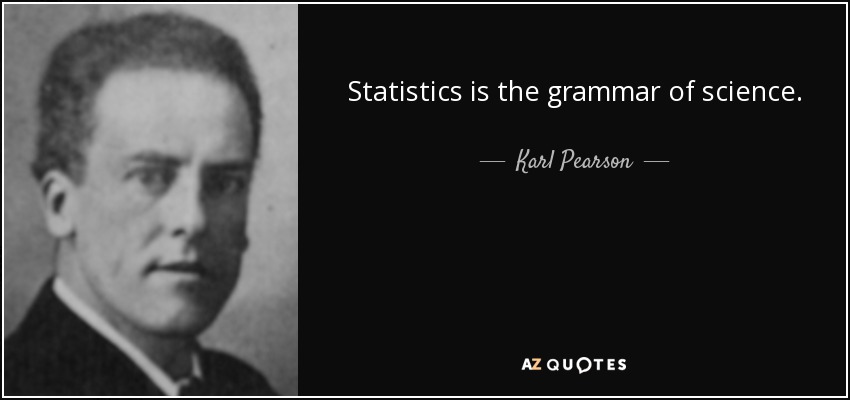 Statistics is the grammar of science.
Karl Pearson
AZ QUOTES